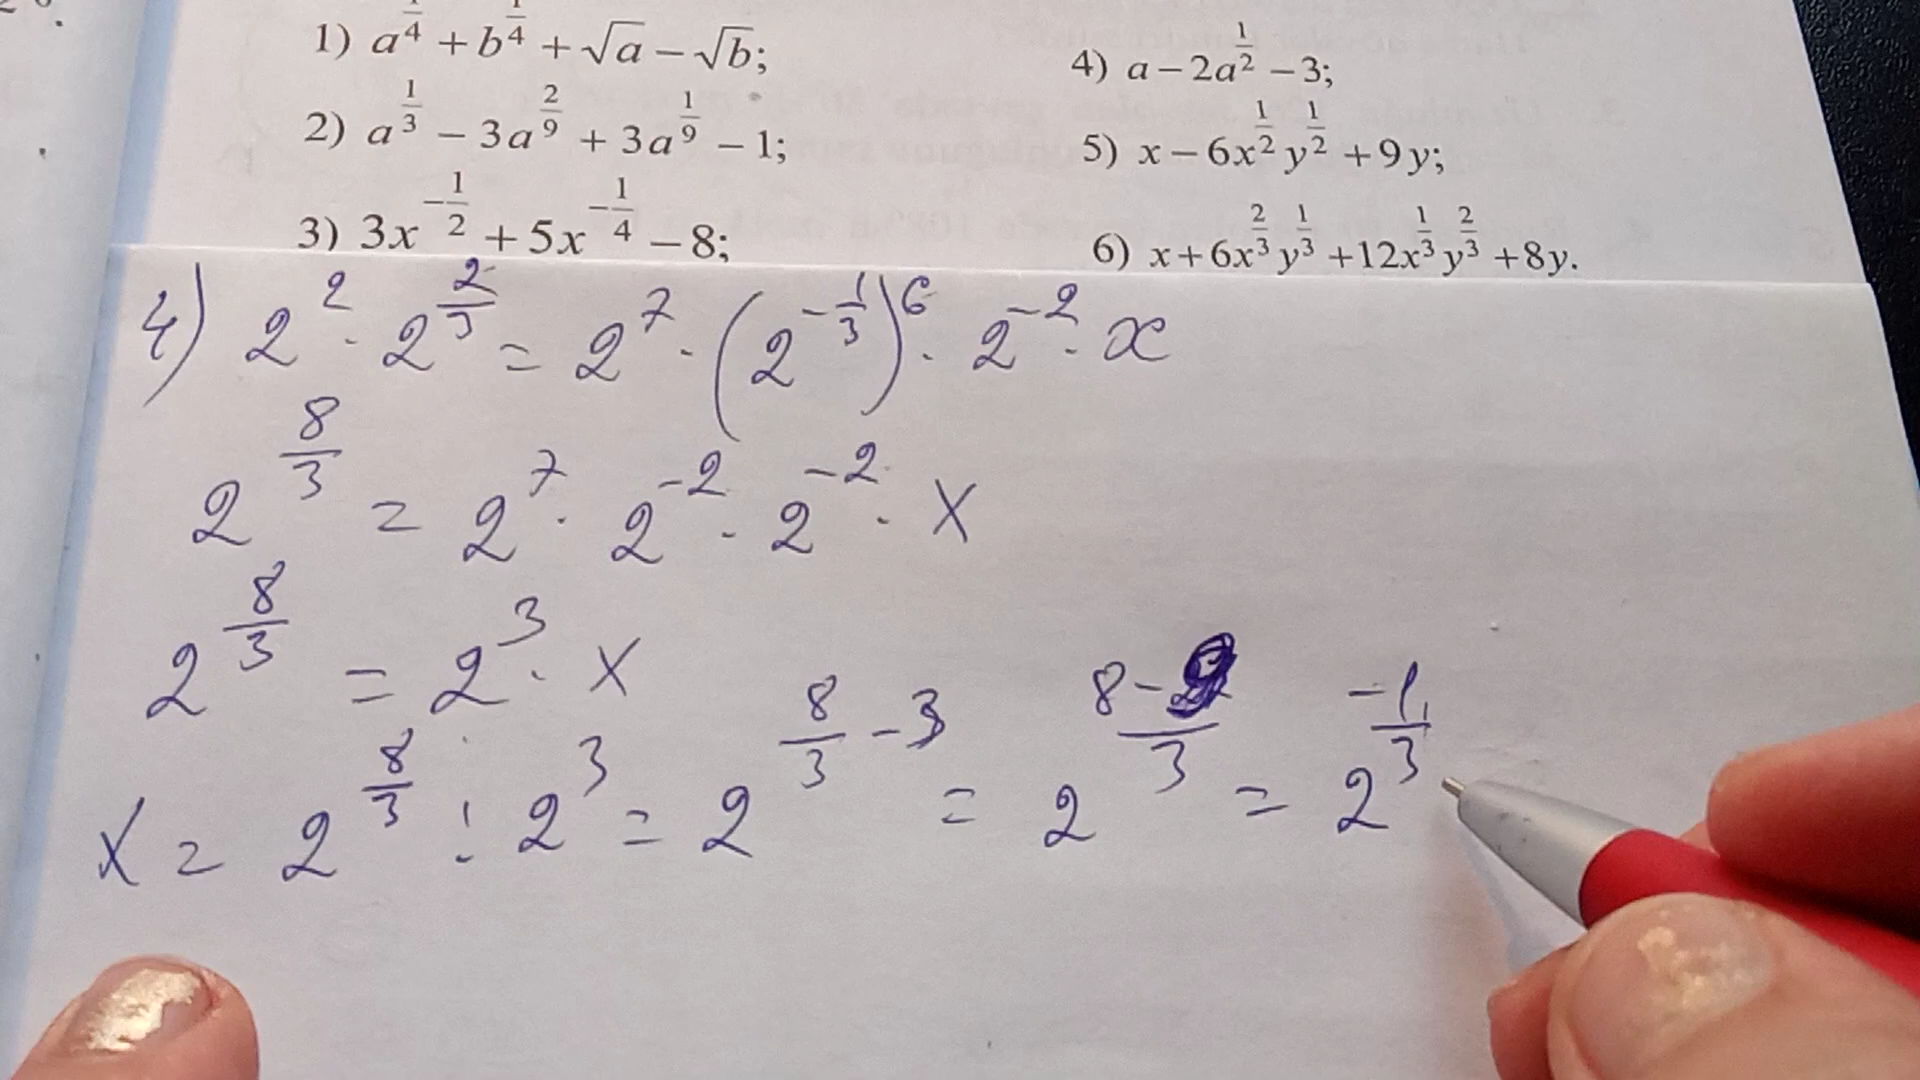 1) a^{1/4} + b^{1/4} + √a − √b;
4) a − 2a^{1/2} − 3;
2) a^{1/3} − 3a^{2/9} + 3a^{1/9} − 1;
5) x − 6x^{1/2}y^{1/2} + 9y;
3) 3x^{-1/2} + 5x^{-1/4} − 8;
6) x + 6x^{2/3}y^{1/3} + 12x^{1/3}y^{2/3} + 8y.
4) 2^2 · 2^{2/3} = 2^7 · (2^{-1/3})^6 · 2^{-2} · x
2^{8/3} = 2^7 · 2^{-2} · 2^{-2} · x
2^{8/3} = 2^3 · x
x = 2^{8/3} : 2^3 = 2^{8/3 − 3} = 2^{(8−9)/3} = 2^{-1/3}